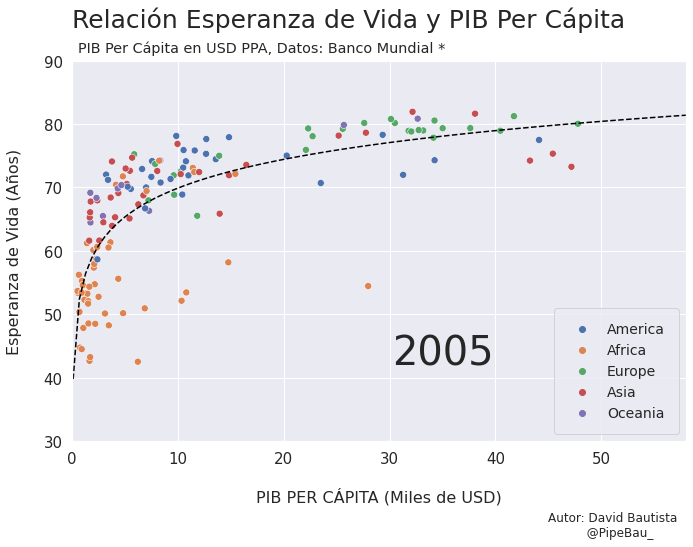 Relación Esperanza de Vida y PIB Per Cápita
PIB Per Cápita en USD PPA, Datos: Banco Mundial *
90
80
70
60
50
40
30
Esperanza de Vida (Años)
2005
America
Africa
Europe
Asia
Oceania
0 10 20 30 40 50
PIB PER CÁPITA (Miles de USD)
Autor: David Bautista
@PipeBau_